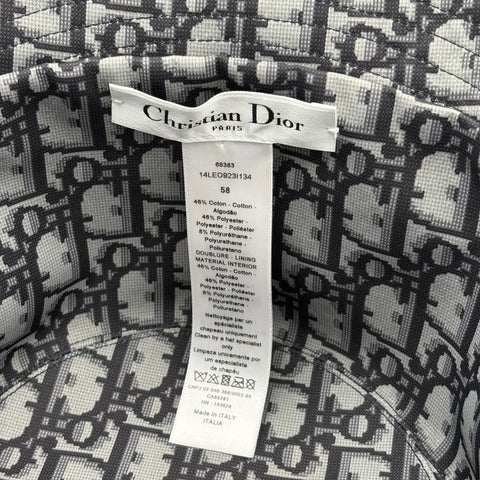 Christian Dior
PARIS
68383
14LEO923I134
58
46% Coton - Cotton -
Algodão
46% Polyester - Polyester
Polyester - Poliéster
8% Polyuréthane -
Polyurethane -
Poliuretano
DOUBLURE - LINING
MATERIAL INTERIOR
46% Coton - Cotton -
Algodão
46% Polyester -
Polyester - Poliéster
8% Polyuréthane
Polyurethane -
Poliuretano
Nettoyage par un
spécialiste
chapeau uniquement
Clean by a hat specialist
only
Limpeza unicamente por
um especialista
de chapéu
Made in ITALY
ITALIA